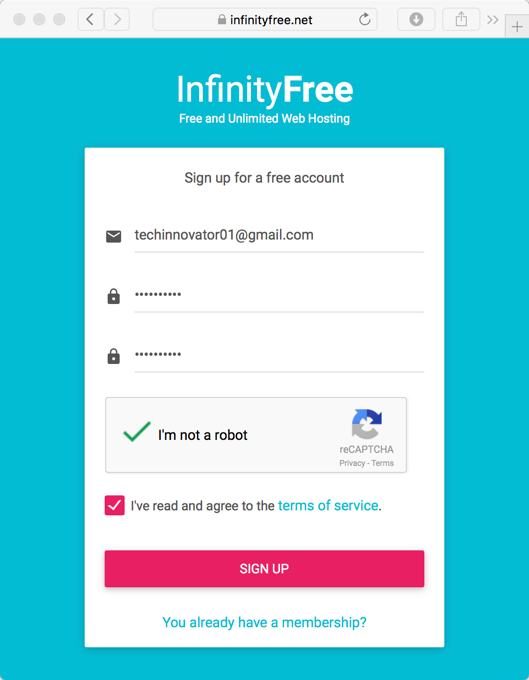 infinityfree.net
InfinityFree
Free and Unlimited Web Hosting
Sign up for a free account
techinnovator01@gmail.com
••••••••••
••••••••••
I'm not a robot
reCAPTCHA
Privacy - Terms
I've read and agree to the terms of service.
SIGN UP
You already have a membership?